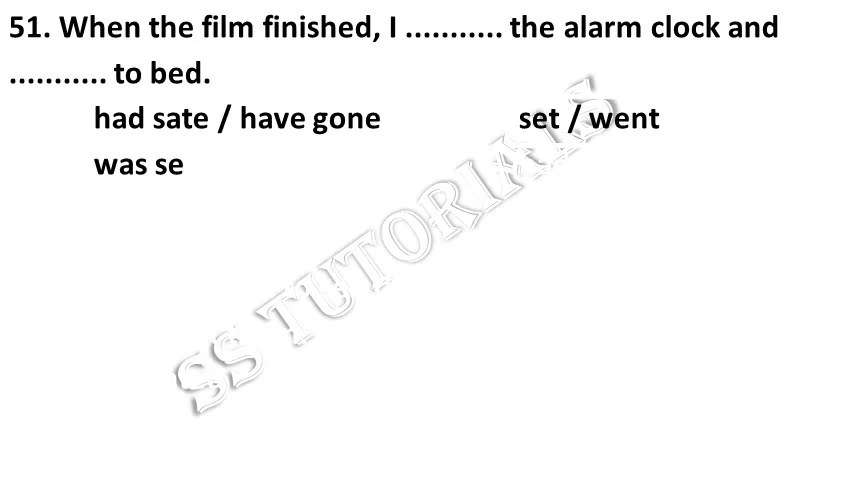 51. When the film finished, I ........... the alarm clock and
........... to bed.
had sate / have gone set / went
was se
SS TUTORIALS